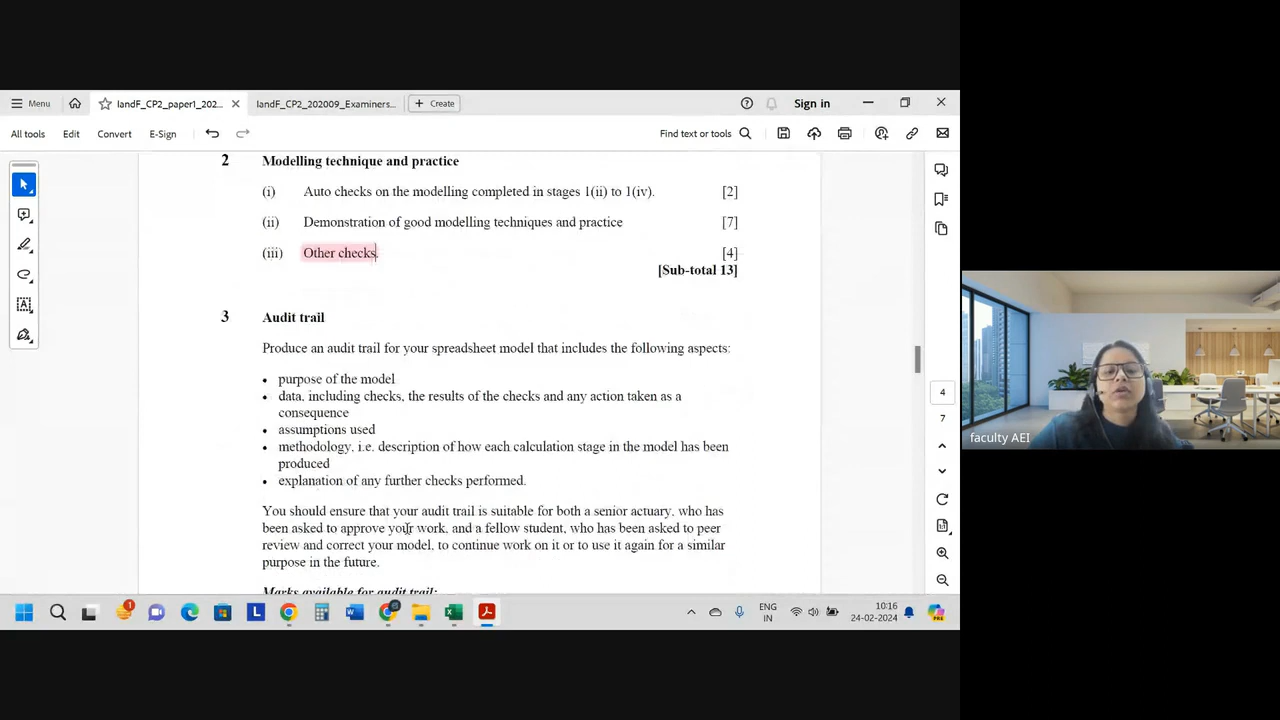 Menu
landF_CP2_paper1_202...
landF_CP2_202009_Examiners...
Create
Sign in
All tools
Edit
Convert
E-Sign
Find text or tools
2 Modelling technique and practice
(i) Auto checks on the modelling completed in stages 1(ii) to 1(iv). [2]
(ii) Demonstration of good modelling techniques and practice [7]
(iii) Other checks. [4]
[Sub-total 13]
3 Audit trail
Produce an audit trail for your spreadsheet model that includes the following aspects:
• purpose of the model
• data, including checks, the results of the checks and any action taken as a
consequence
• assumptions used
• methodology, i.e. description of how each calculation stage in the model has been
produced
• explanation of any further checks performed.
You should ensure that your audit trail is suitable for both a senior actuary, who has
been asked to approve your work, and a fellow student, who has been asked to peer
review and correct your model, to continue work on it or to use it again for a similar
purpose in the future.
Marks available for audit trail:
4
7
faculty AEI
1
ENG
IN
10:16
24-02-2024